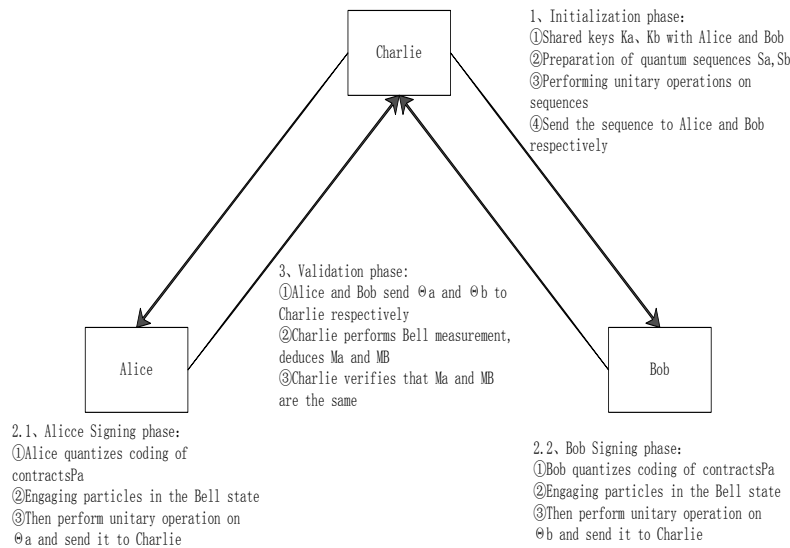 1、Initialization phase:
①Shared keys Ka、Kb with Alice and Bob
②Preparation of quantum sequences Sa,Sb
③Performing unitary operations on
sequences
④Send the sequence to Alice and Bob
respectively
Charlie
3、Validation phase:
①Alice and Bob send Θa and Θb to
Charlie respectively
②Charlie performs Bell measurement,
deduces Ma and MB
③Charlie verifies that Ma and MB
are the same
Alice
Bob
2.1、Alicce Signing phase:
①Alice quantizes coding of
contractsPa
②Engaging particles in the Bell state
③Then perform unitary operation on
Θa and send it to Charlie
2.2、Bob Signing phase:
①Bob quantizes coding of contractsPa
②Engaging particles in the Bell state
③Then perform unitary operation on
Θb and send it to Charlie